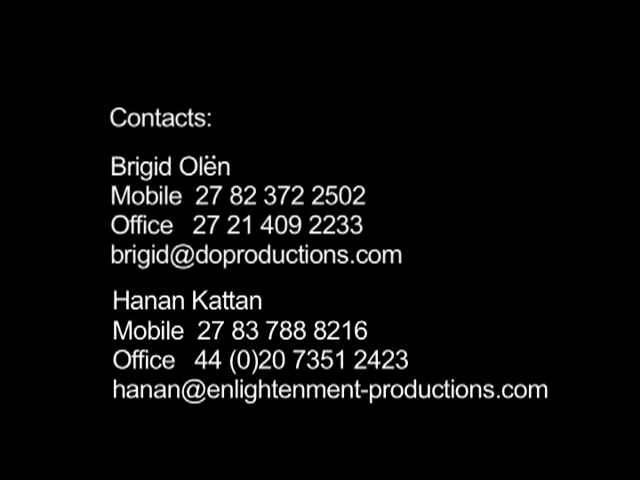 Contacts:
Brigid Olën
Mobile 27 82 372 2502
Office 27 21 409 2233
brigid@doproductions.com
Hanan Kattan
Mobile 27 83 788 8216
Office 44 (0)20 7351 2423
hanan@enlightenment-productions.com